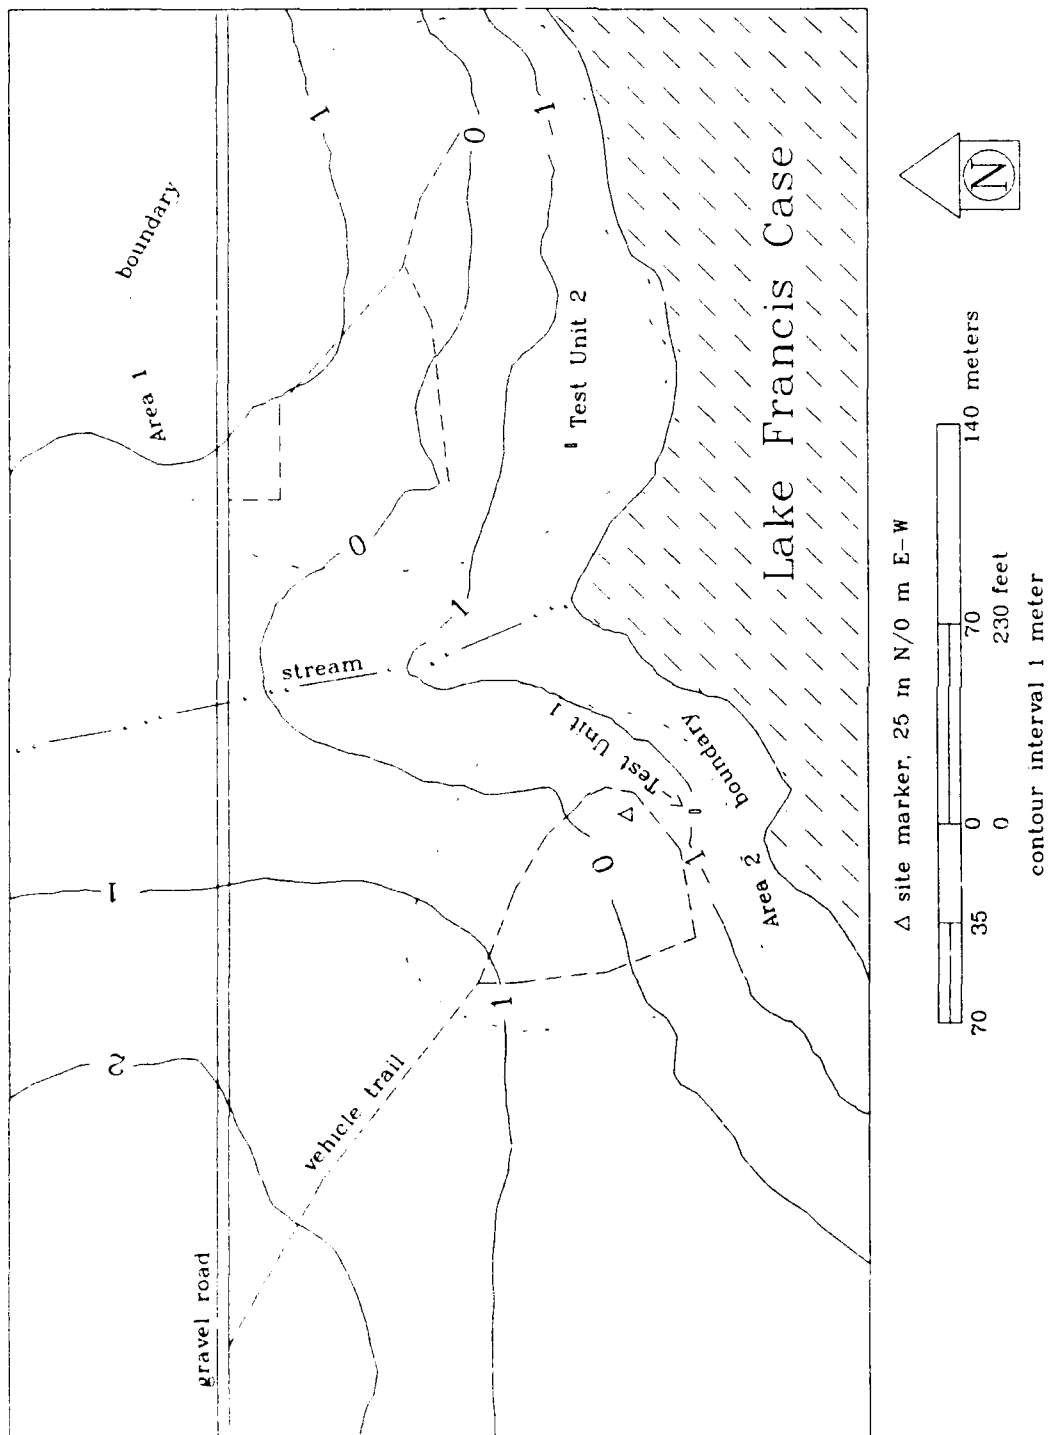 boundary
Area 1
1
0
1
Test Unit 2
Lake Francis Case
N
0
1
stream
<-Test Unit 1
boundary
Area 2
1
0
1
1
2
vehicle trail
gravel road
Δ site marker, 25 m N/0 m E-W
70 35 0 70 140 meters
0 230 feet
contour interval 1 meter